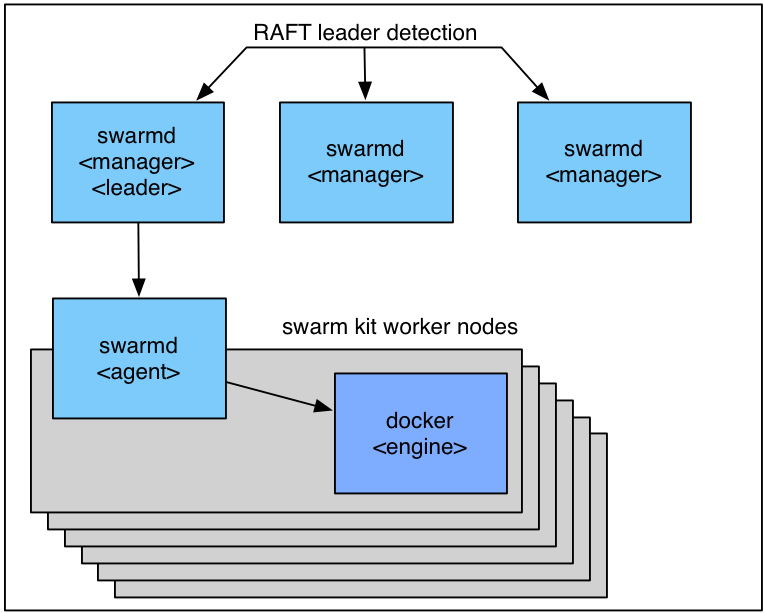 RAFT leader detection
swarmd
<manager>
<leader>
swarmd
<manager>
swarmd
<manager>
swarm kit worker nodes
swarmd
<agent>
docker
<engine>